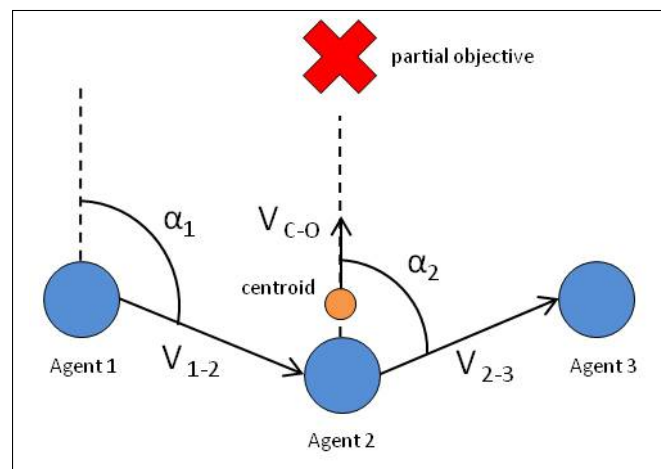 partial objective
α1
VC-O
α2
centroid
Agent 1
V1-2
V2-3
Agent 3
Agent 2